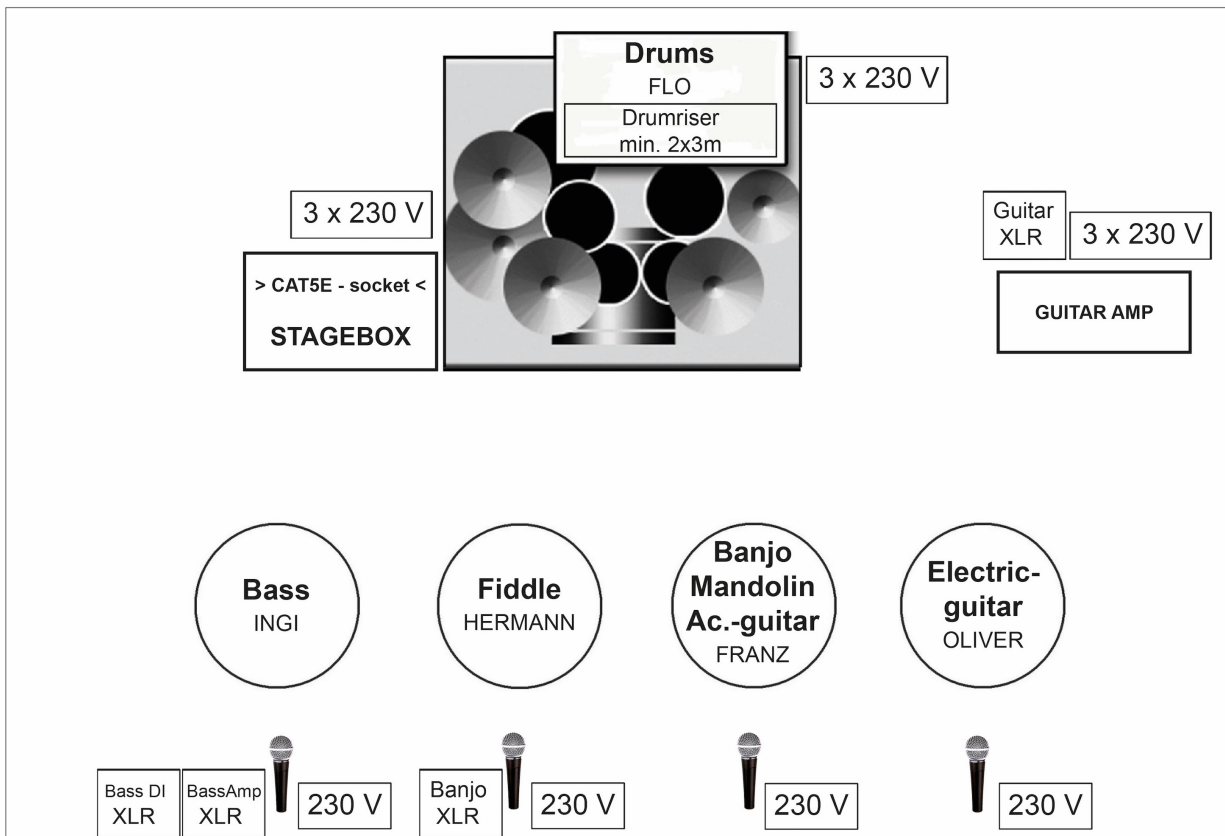 Drums
FLO
Drumriser
min. 2x3m
3 x 230 V
3 x 230 V
> CAT5E - socket <
STAGEBOX
Guitar
XLR
3 x 230 V
GUITAR AMP
Bass
INGI
Fiddle
HERMANN
Banjo
Mandolin
Ac.-guitar
FRANZ
Electric-
guitar
OLIVER
Bass DI
XLR
BassAmp
XLR
230 V
Banjo
XLR
230 V
230 V
230 V